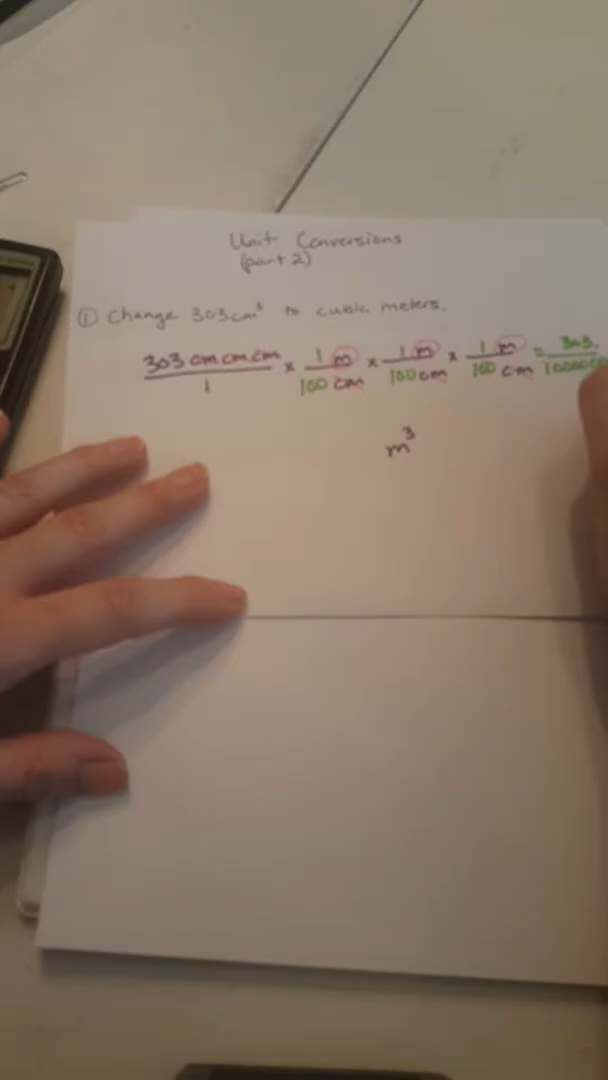 Unit Conversions
(part 2)
① Change 303cm³ to cubic meters.
303 cm cm cm / 1 × 1 m / 100 cm × 1 m / 100 cm × 1 m / 100 cm = 303
m³